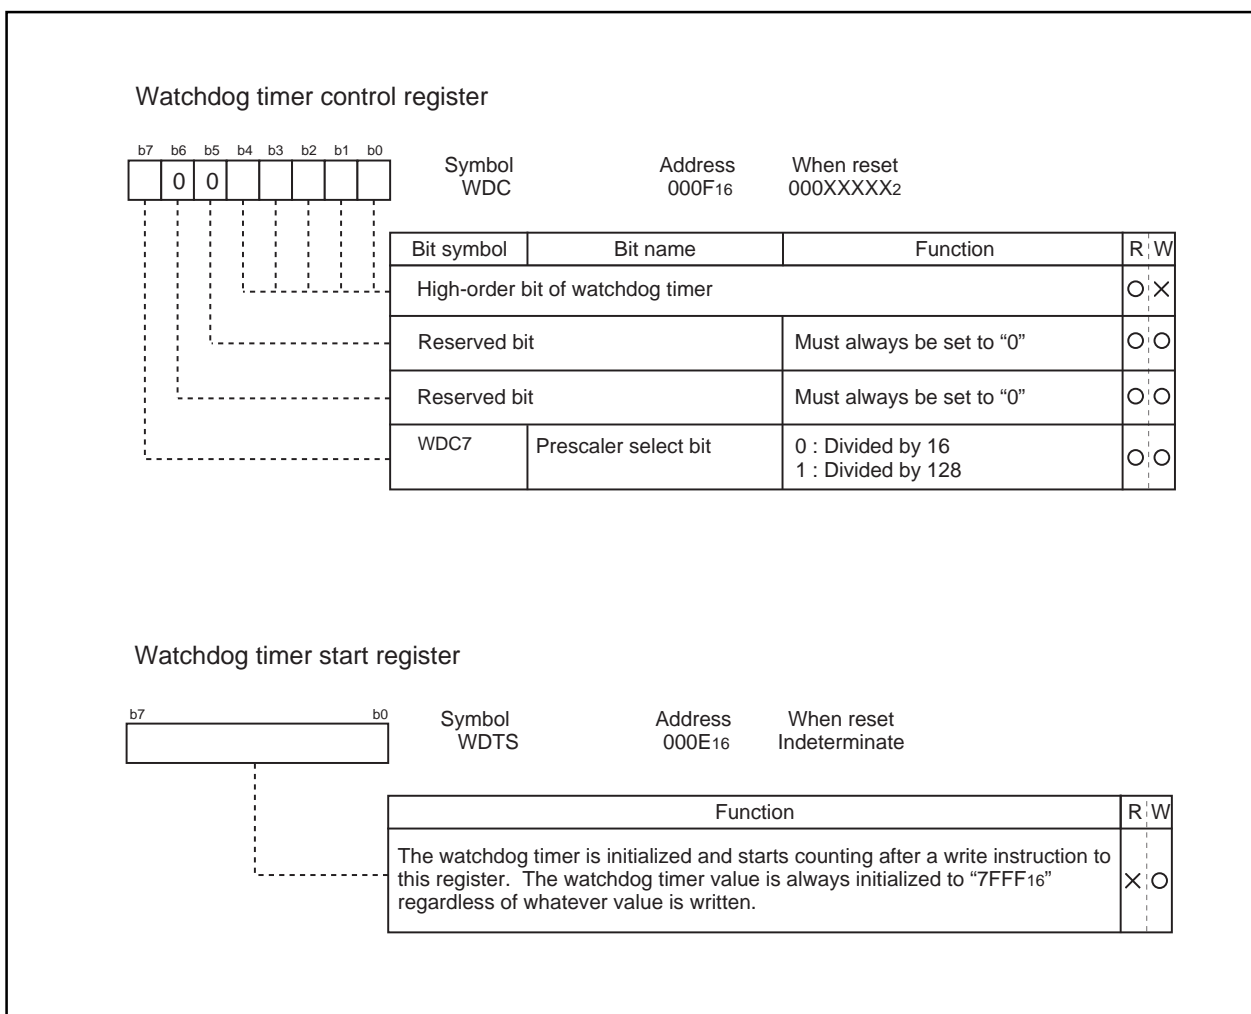 Watchdog timer control register
b7 b6 b5 b4 b3 b2 b1 b0
0 0
Symbol Address When reset
WDC 000F16 000XXXXX2
Bit symbol Bit name Function R W
High-order bit of watchdog timer O X
Reserved bit Must always be set to “0” O O
Reserved bit Must always be set to “0” O O
WDC7 Prescaler select bit 0 : Divided by 16 O O
1 : Divided by 128
Watchdog timer start register
b7 b0
Symbol Address When reset
WDTS 000E16 Indeterminate
Function R W
The watchdog timer is initialized and starts counting after a write instruction to
this register. The watchdog timer value is always initialized to “7FFF16” X O
regardless of whatever value is written.